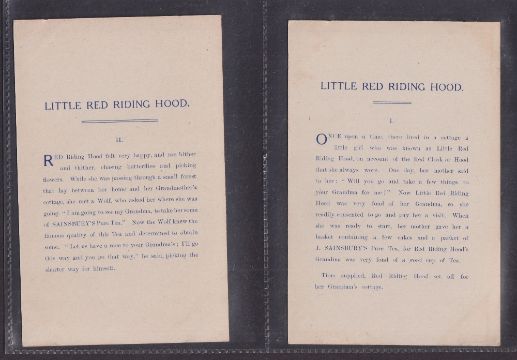 LITTLE RED RIDING HOOD.
II.
RED Riding Hood felt very happy, and ran hither
and thither, chasing butterflies and picking
flowers. While she was passing through a small forest
that lay between her home and her Grandmother's
cottage, she met a Wolf, who asked her where she was
going. "I am going to see my Grandma, to take her some
of SAINSBURY'S Pure Tea." Now the Wolf knew the
famous quality of this Tea and determined to obtain
some. "Let us have a race to your Grandma's; I'll go
this way and you go that way," he said, picking the
shorter way for himself.
LITTLE RED RIDING HOOD.
I.
ONCE upon a time, there lived in a cottage a
little girl who was known as Little Red
Riding Hood, on account of the Red Cloak or Hood
that she always wore. One day, her mother said
to her: "Will you go and take a few things to
your Grandma for me?" Now Little Red Riding
Hood was very fond of her Grandma, so she
readily consented to go and pay her a visit. When
she was ready to start, her mother gave her a
basket containing a few cakes and a packet of
J. SAINSBURY'S Pure Tea, for Red Riding Hood's
Grandma was very fond of a good cup of Tea.
Thus supplied, Red Riding Hood set off for
her Grandma's cottage.